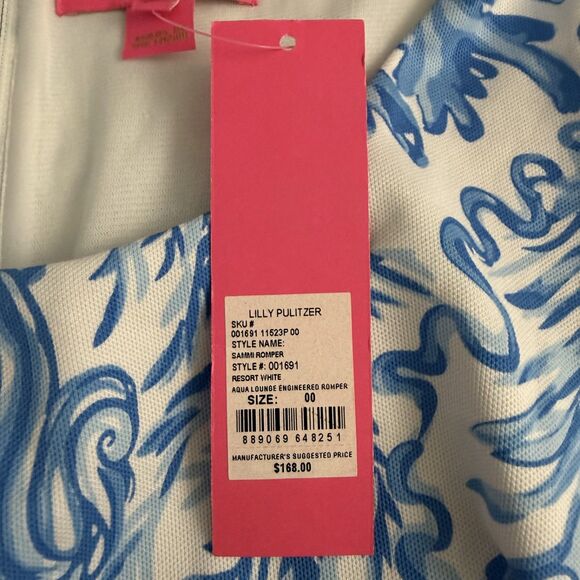 LILLY PULITZER
SKU #
001691 11523P 00
STYLE NAME:
SAMMI ROMPER
STYLE #: 001691
RESORT WHITE
AQUA LOUNGE ENGINEERED ROMPER
SIZE: 00
889069 648251
MANUFACTURER'S SUGGESTED PRICE
$168.00